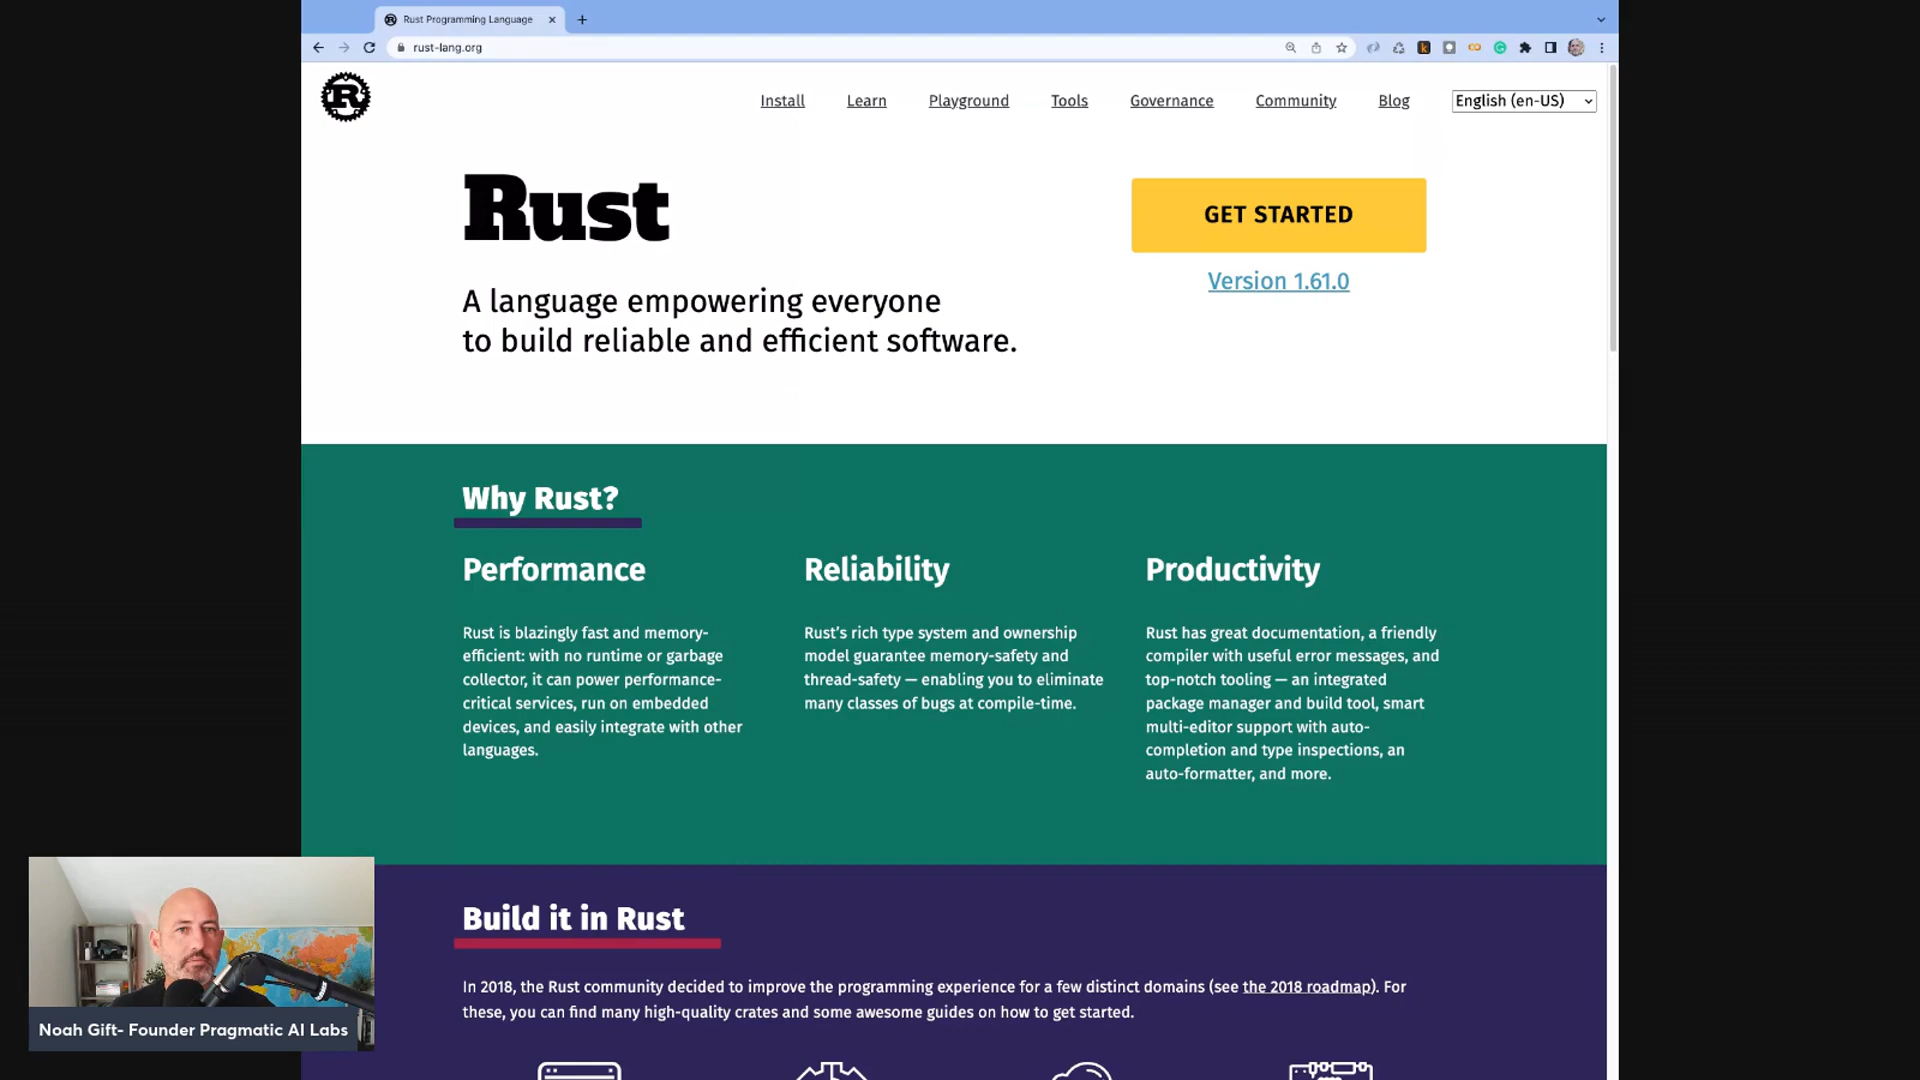 Rust Programming Language
rust-lang.org
Install Learn Playground Tools Governance Community Blog English (en-US)
Rust
A language empowering everyone
to build reliable and efficient software.
GET STARTED
Version 1.61.0
Why Rust?
Performance
Rust is blazingly fast and memory-
efficient: with no runtime or garbage
collector, it can power performance-
critical services, run on embedded
devices, and easily integrate with other
languages.
Reliability
Rust’s rich type system and ownership
model guarantee memory-safety and
thread-safety — enabling you to eliminate
many classes of bugs at compile-time.
Productivity
Rust has great documentation, a friendly
compiler with useful error messages, and
top-notch tooling — an integrated
package manager and build tool, smart
multi-editor support with auto-
completion and type inspections, an
auto-formatter, and more.
Build it in Rust
In 2018, the Rust community decided to improve the programming experience for a few distinct domains (see the 2018 roadmap). For
these, you can find many high-quality crates and some awesome guides on how to get started.
Noah Gift- Founder Pragmatic AI Labs